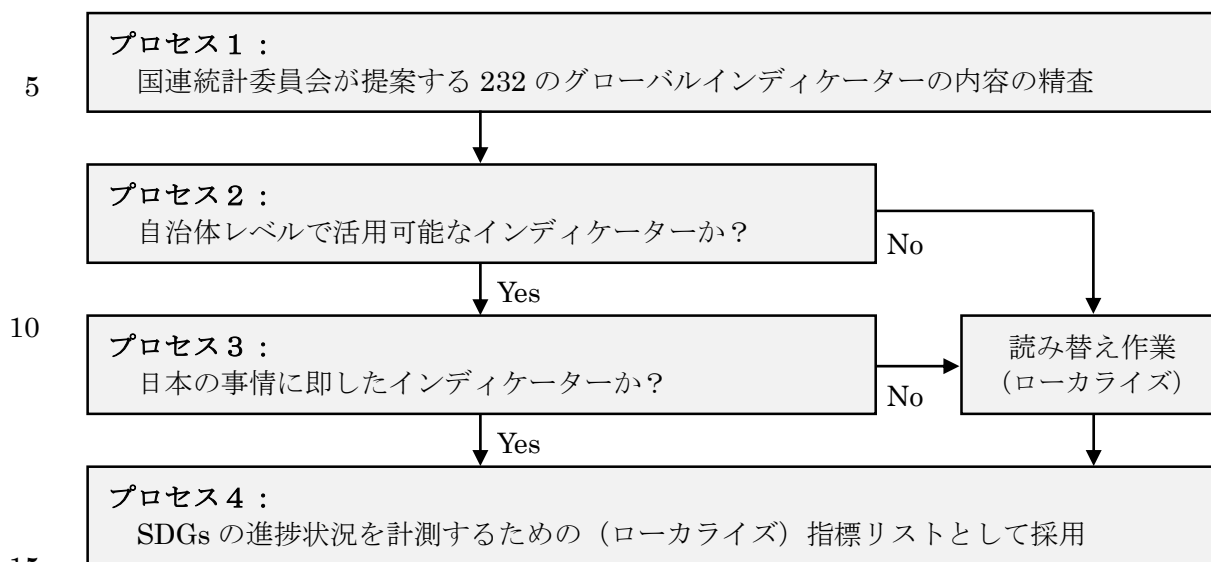 プロセス１：
5
国連統計委員会が提案する 232 のグローバルインディケーターの内容の精査
プロセス２：
自治体レベルで活用可能なインディケーターか？
No
Yes
10
プロセス３：
日本の事情に即したインディケーターか？
No
読み替え作業
（ローカライズ）
Yes
プロセス４：
SDGs の進捗状況を計測するための（ローカライズ）指標リストとして採用
15